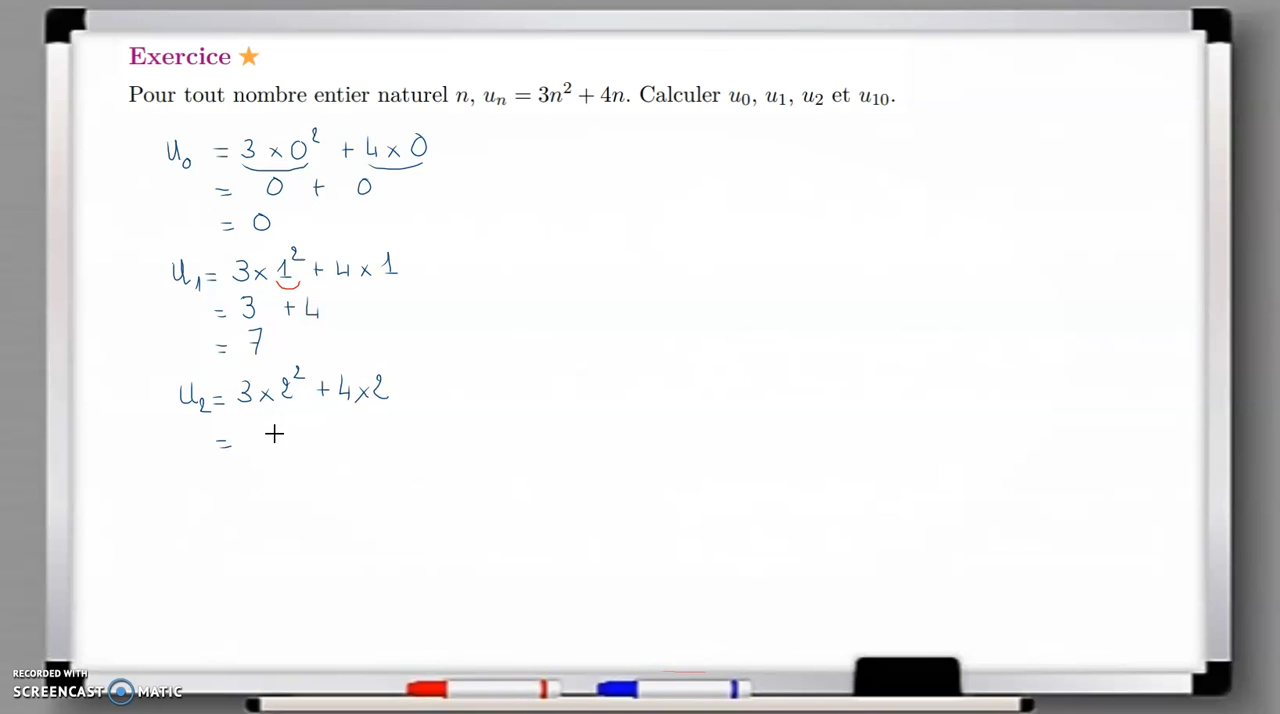 Exercice ★
Pour tout nombre entier naturel n, uₙ = 3n² + 4n. Calculer u₀, u₁, u₂ et u₁₀.
u₀ = 3 × 0² + 4 × 0
= 0 + 0
= 0
u₁ = 3 × 1² + 4 × 1
= 3 + 4
= 7
u₂ = 3 × 2² + 4 × 2
=
RECORDED WITH
SCREENCAST MATIC